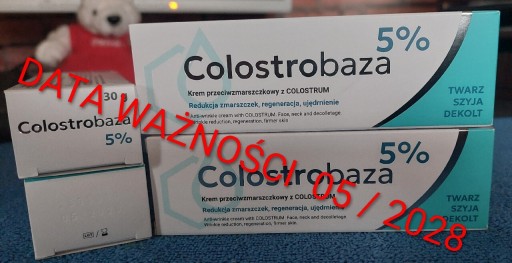 5%
Colostrobaza
Krem przeciwzmarszczkowy z COLOSTRUM
Redukcja zmarszczek, regeneracja, ujędrnienie
Antiwrinkle cream with COLOSTRUM. Face, neck and decolletage
Wrinkle reduction, regeneration, firmer skin.
TWARZ
SZYJA
DEKOLT
30
Colostrobaza
5%
5%
Colostrobaza
Krem przeciwzmarszczkowy z COLOSTRUM
Redukcja zmarszczek, regeneracja, ujędrnienie
Antiwrinkle cream with COLOSTRUM. Face, neck and decolletage
Wrinkle reduction, regeneration, firmer skin.
TWARZ
SZYJA
DEKOLT
DATA WAŻNOŚCI: 05 / 2028